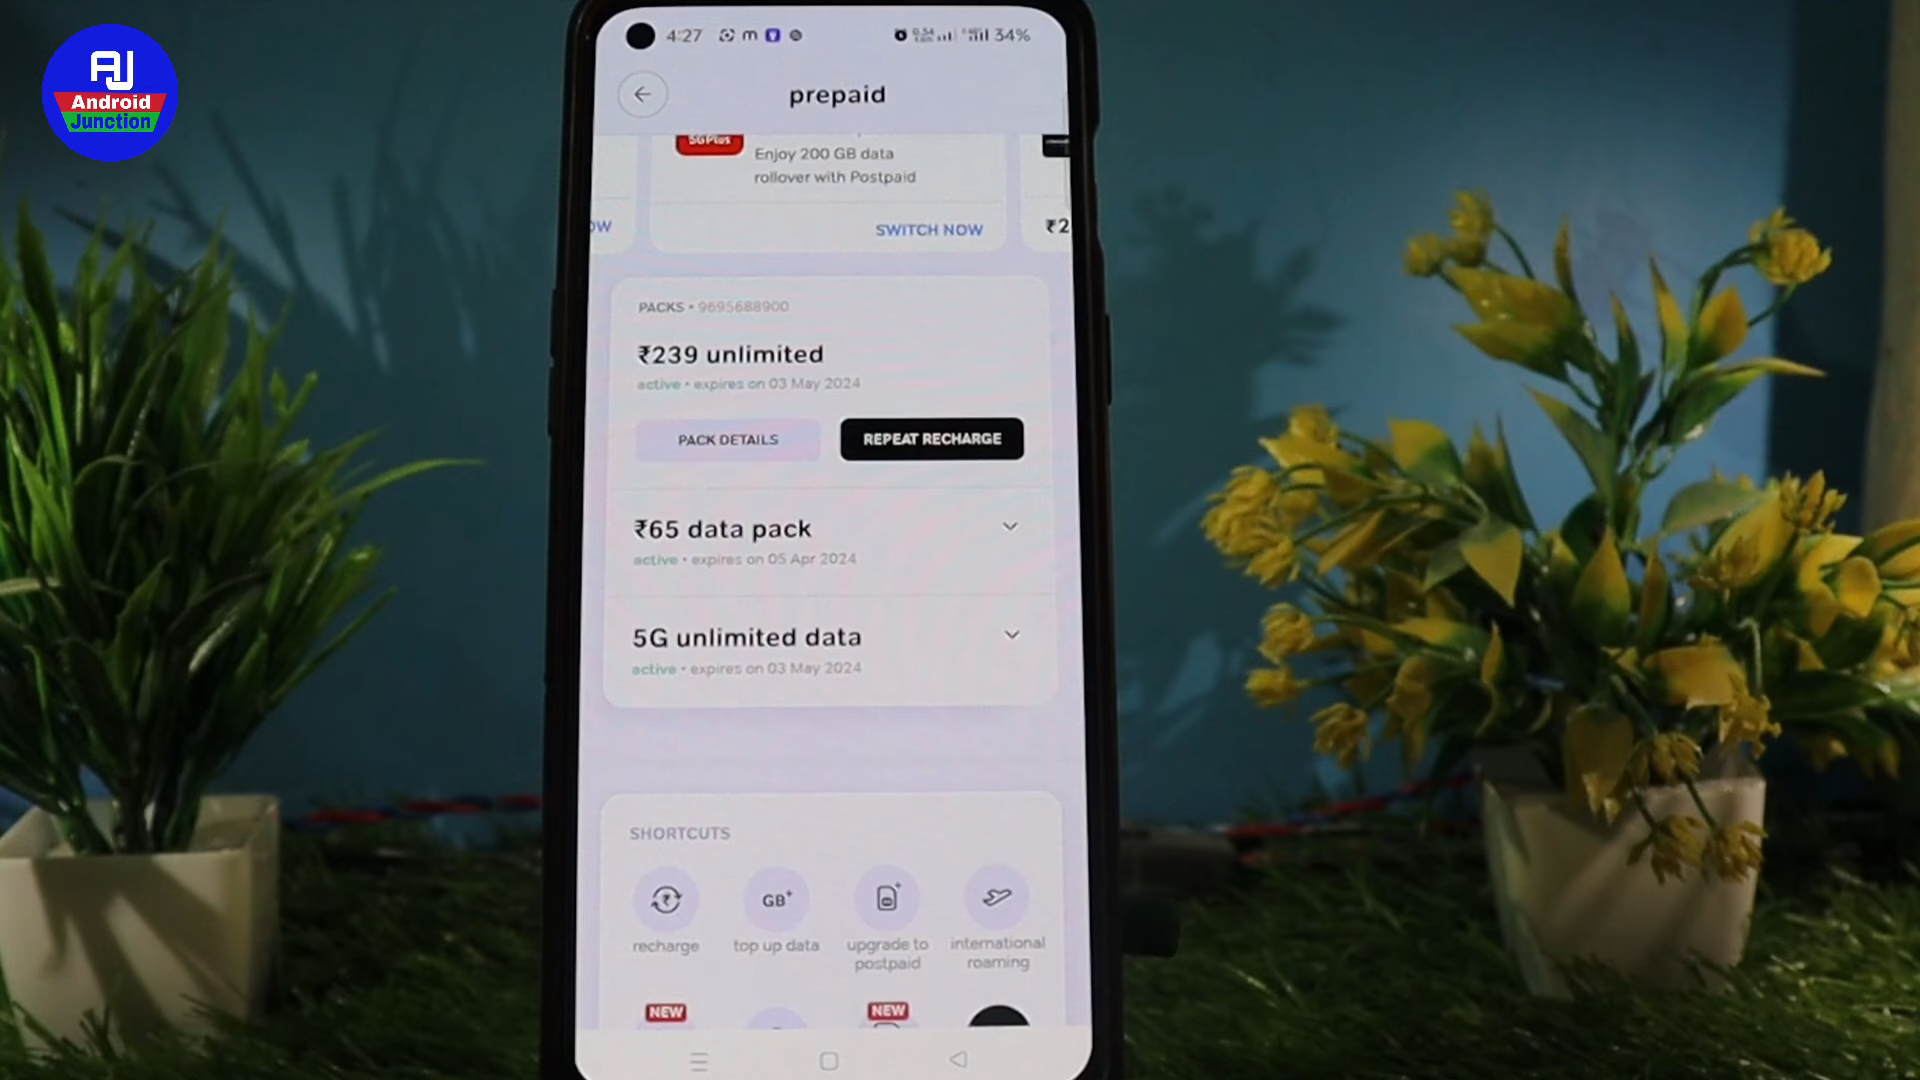 AJ
Android
Junction
4:27
34%
prepaid
5G Plus
Enjoy 200 GB data
rollover with Postpaid
OW
SWITCH NOW
₹2
PACKS • 9695688900
₹239 unlimited
active • expires on 03 May 2024
PACK DETAILS
REPEAT RECHARGE
₹65 data pack
active • expires on 05 Apr 2024
5G unlimited data
active • expires on 03 May 2024
SHORTCUTS
GB+
recharge
top up data
upgrade to
postpaid
international
roaming
NEW
NEW